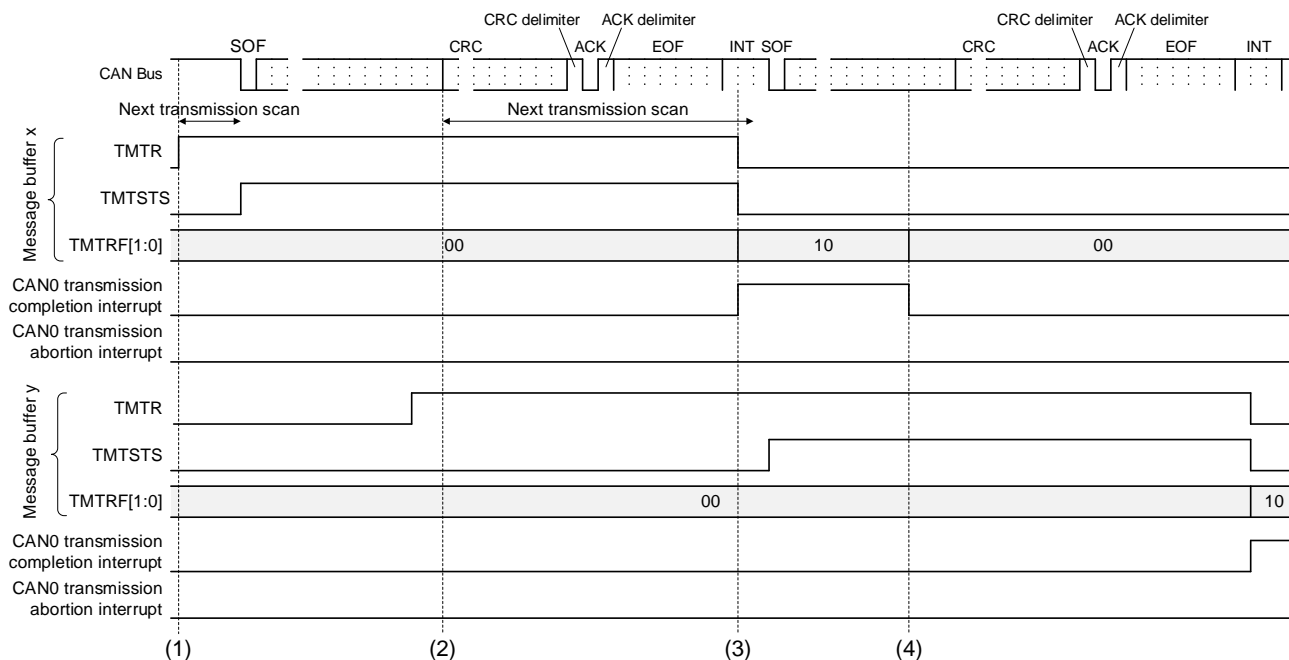 CRC delimiter ACK delimiter CRC delimiter ACK delimiter
SOF CRC ACK EOF INT SOF CRC ACK EOF INT
CAN Bus
Next transmission scan Next transmission scan
Message buffer x
TMTR
TMTSTS
TMTRF[1:0] 00 10 00
CAN0 transmission
completion interrupt
CAN0 transmission
abortion interrupt
Message buffer y
TMTR
TMTSTS
TMTRF[1:0] 00 10
CAN0 transmission
completion interrupt
CAN0 transmission
abortion interrupt
(1) (2) (3) (4)